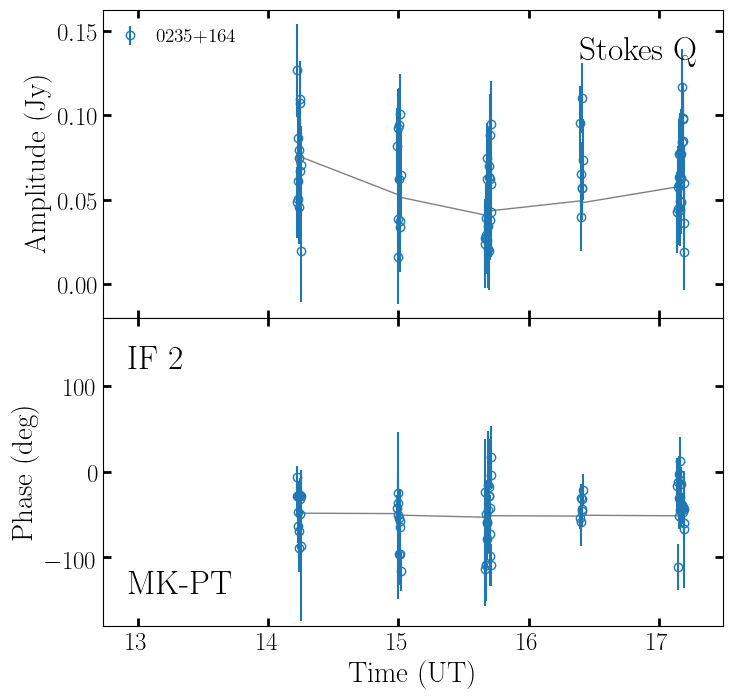 0235+164
Stokes Q
0.15
0.10
0.05
0.00
Amplitude (Jy)
IF 2
100
0
−100
Phase (deg)
MK-PT
13 14 15 16 17
Time (UT)